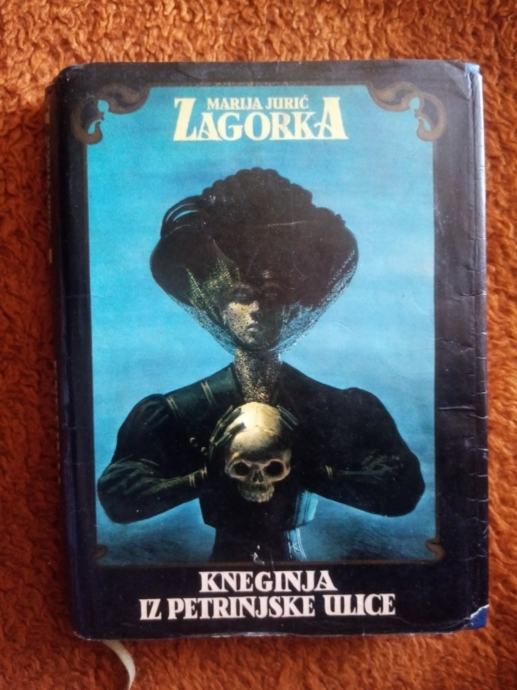 MARIJA JURIĆ
ZAGORKA
KNEGINJA
IZ PETRINJSKE ULICE